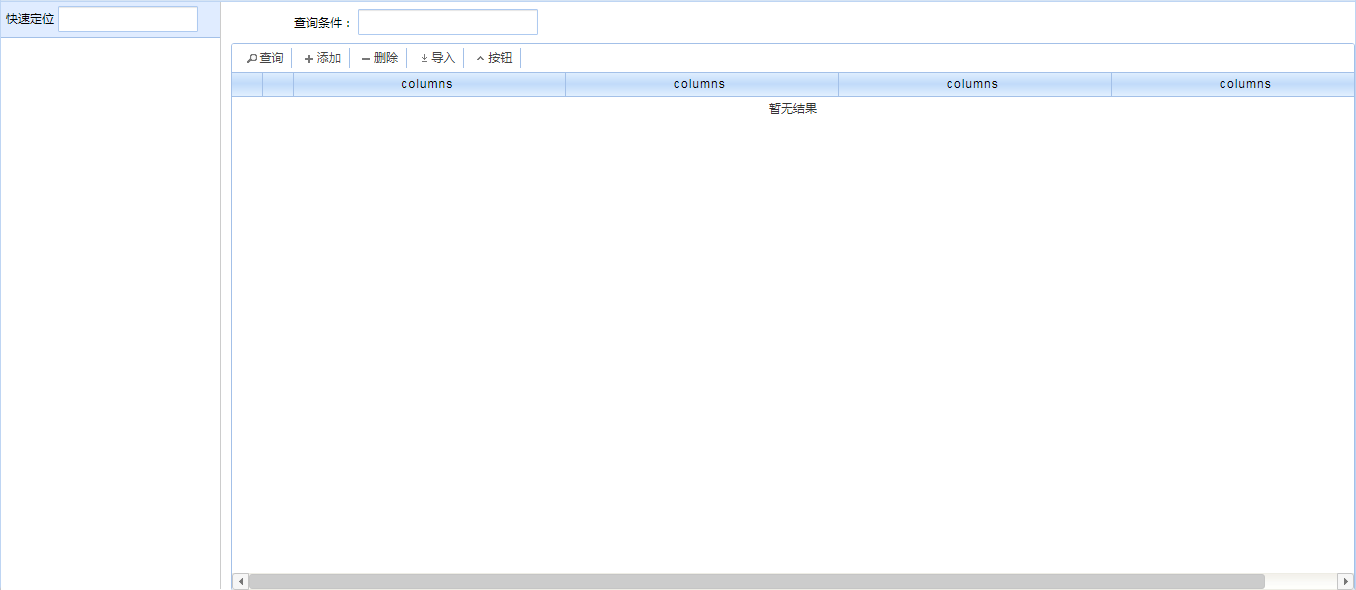 快速定位
查询条件：
查询 添加 删除 导入 按钮
columns columns columns columns
暂无结果